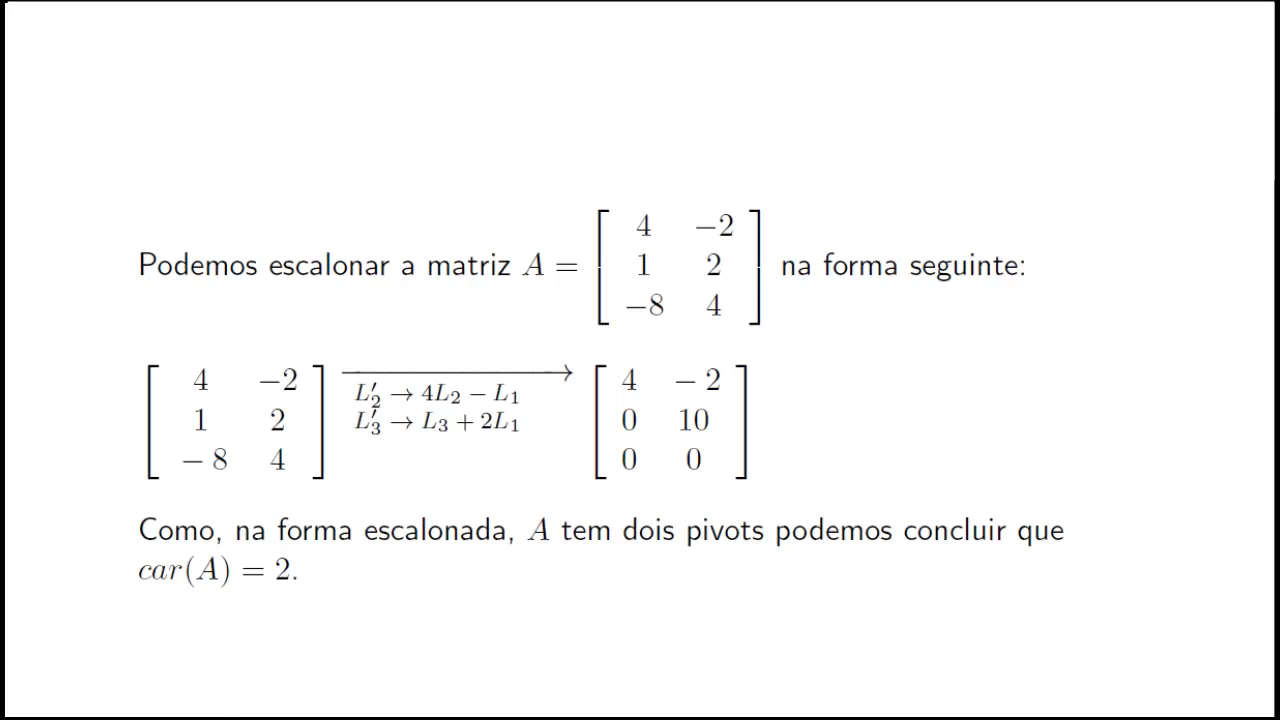 4 −2
Podemos escalonar a matriz A = 1 2 na forma seguinte:
−8 4
4 −2 4 − 2
1 2 L′2 → 4L2 − L1 0 10
− 8 4 L′3 → L3 + 2L1 0 0
Como, na forma escalonada, A tem dois pivots podemos concluir que
car(A) = 2.